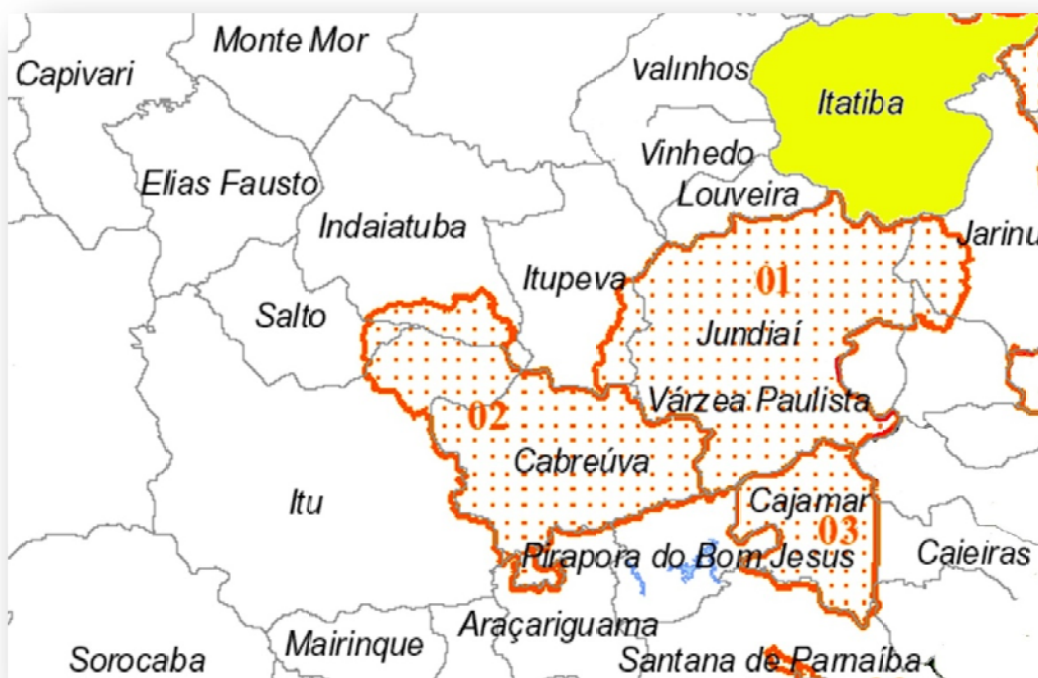 Monte Mor
Capivari
Valinhos
Itatiba
Vinhedo
Elias Fausto
Louveira
Indaiatuba
Jarinu
Itupeva
01
Salto
Jundiaí
Várzea Paulista
02
Cabreúva
Itu
Cajamar
03
Pirapora do Bom Jesus
Caieiras
Araçariguama
Mairinque
Sorocaba
Santana de Parnaíba